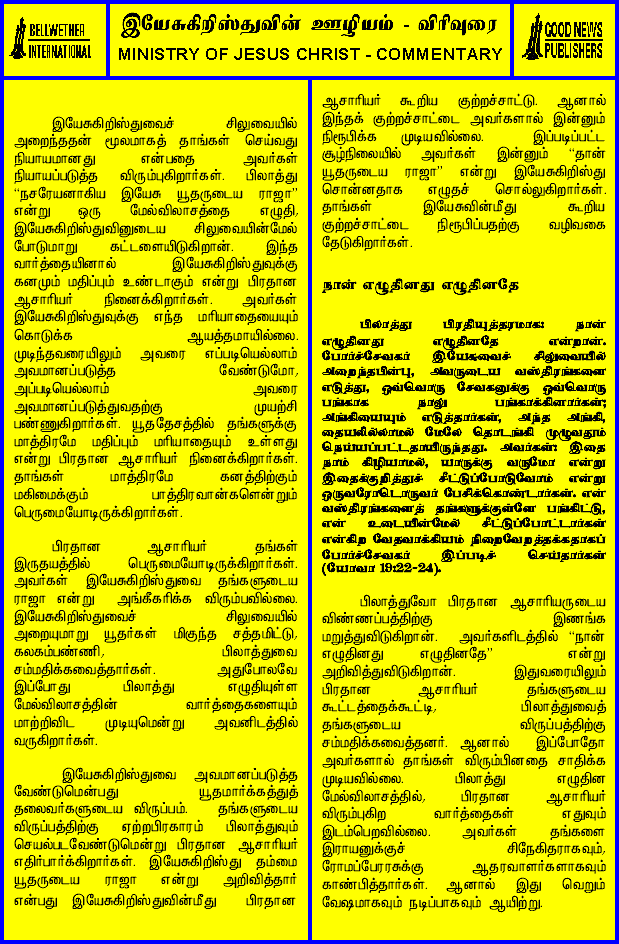 BELLWETHER
INTERNATIONAL
இயேசுகிறிஸ்துவின் ஊழியம் - விரிவுரை
MINISTRY OF JESUS CHRIST - COMMENTARY
GOOD NEWS
PUBLISHERS
இயேசுகிறிஸ்துவைச் சிலுவையில்
அறைந்ததன் மூலமாகத் தாங்கள் செய்வது
நியாயமானது என்பதை அவர்கள்
நியாயப்படுத்த விரும்புகிறார்கள். பிலாத்து
“நசரேயனாகிய இயேசு யூதருடைய ராஜா”
என்று ஒரு மேல்விலாசத்தை எழுதி,
இயேசுகிறிஸ்துவினுடைய சிலுவையின்மேல்
போடுமாறு கட்டளையிடுகிறான். இந்த
வார்த்தையினால் இயேசுகிறிஸ்துவுக்கு
கனமும் மதிப்பும் உண்டாகும் என்று பிரதான
ஆசாரியர் நினைக்கிறார்கள். அவர்கள்
இயேசுகிறிஸ்துவுக்கு எந்த மரியாதையையும்
கொடுக்க ஆயத்தமாயில்லை.
முடிந்தவரையிலும் அவரை எப்படியெல்லாம்
அவமானப்படுத்த வேண்டுமோ,
அப்படியெல்லாம் அவரை
அவமானப்படுத்துவதற்கு முயற்சி
பண்ணுகிறார்கள். யூததேசத்தில் தங்களுக்கு
மாத்திரமே மதிப்பும் மரியாதையும் உள்ளது
என்று பிரதான ஆசாரியர் நினைக்கிறார்கள்.
தாங்கள் மாத்திரமே கனத்திற்கும்
மகிமைக்கும் பாத்திரவான்களென்றும்
பெருமையோடிருக்கிறார்கள்.
பிரதான ஆசாரியர் தங்கள்
இருதயத்தில் பெருமையோடிருக்கிறார்கள்.
அவர்கள் இயேசுகிறிஸ்துவை தங்களுடைய
ராஜா என்று அங்கீகரிக்க விரும்பவில்லை.
இயேசுகிறிஸ்துவைச் சிலுவையில்
அறையுமாறு யூதர்கள் மிகுந்த சத்தமிட்டு,
கலகம்பண்ணி, பிலாத்துவை
சம்மதிக்கவைத்தார்கள். அதுபோலவே
இப்போது பிலாத்து எழுதியுள்ள
மேல்விலாசத்தின் வார்த்தைகளையும்
மாற்றிவிட முடியுமென்று அவனிடத்தில்
வருகிறார்கள்.
இயேசுகிறிஸ்துவை அவமானப்படுத்த
வேண்டுமென்பது யூதமார்க்கத்துத்
தலைவர்களுடைய விருப்பம். தங்களுடைய
விருப்பத்திற்கு ஏற்றபிரகாரம் பிலாத்துவும்
செயல்படவேண்டுமென்று பிரதான ஆசாரியர்
எதிர்பார்க்கிறார்கள். இயேசுகிறிஸ்து தம்மை
யூதருடைய ராஜா என்று அறிவித்தார்
என்பது இயேசுகிறிஸ்துவின்மீது பிரதான
ஆசாரியர் கூறிய குற்றச்சாட்டு. ஆனால்
இந்தக் குற்றச்சாட்டை அவர்களால் இன்னும்
நிரூபிக்க முடியவில்லை. இப்படிப்பட்ட
சூழ்நிலையில் அவர்கள் இன்னும் “தான்
யூதருடைய ராஜா” என்று இயேசுகிறிஸ்து
சொன்னதாக எழுதச் சொல்லுகிறார்கள்.
தாங்கள் இயேசுவின்மீது கூறிய
குற்றச்சாட்டை நிரூபிப்பதற்கு வழிவகை
தேடுகிறார்கள்.
நான் எழுதினது எழுதினதே
பிலாத்து பிரதியுத்தரமாக: நான்
எழுதினது எழுதினதே என்றான்.
போர்ச்சேவகர் இயேசுவைச் சிலுவையில்
அறைந்தபின்பு, அவருடைய வஸ்திரங்களை
எடுத்து, ஒவ்வொரு சேவகனுக்கு ஒவ்வொரு
பங்காக நாலு பங்காக்கினார்கள்;
அங்கியையும் எடுத்தார்கள், அந்த அங்கி,
தையலில்லாமல் மேலே தொடங்கி முழுவதும்
நெய்யப்பட்டதாயிருந்தது. அவர்கள்: இதை
நாம் கிழியாமல், யாருக்கு வருமோ என்று
இதைக்குறித்துச் சீட்டுப்போடுவோம் என்று
ஒருவரோடொருவர் பேசிக்கொண்டார்கள். என்
வஸ்திரங்களைத் தங்களுக்குள்ளே பங்கிட்டு,
என் உடையின்மேல் சீட்டுப்போட்டார்கள்
என்கிற வேதவாக்கியம் நிறைவேறத்தக்கதாகப்
போர்ச்சேவகர் இப்படிச் செய்தார்கள்
(யோவா 19:22-24).
பிலாத்துவோ பிரதான ஆசாரியருடைய
விண்ணப்பத்திற்கு இணங்க
மறுத்துவிடுகிறான். அவர்களிடத்தில் “நான்
எழுதினது எழுதினதே” என்று
அறிவித்துவிடுகிறான். இதுவரையிலும்
பிரதான ஆசாரியர் தங்களுடைய
கூட்டத்தைக்கூட்டி, பிலாத்துவைத்
தங்களுடைய விருப்பத்திற்கு
சம்மதிக்கவைத்தனர். ஆனால் இப்போதோ
அவர்களால் தாங்கள் விரும்பினதை சாதிக்க
முடியவில்லை. பிலாத்து எழுதின
மேல்விலாசத்தில், பிரதான ஆசாரியர்
விரும்புகிற வார்த்தைகள் எதுவும்
இடம்பெறவில்லை. அவர்கள் தங்களை
இராயனுக்குச் சிநேகிதராகவும்,
ரோமப்பேரரசுக்கு ஆதரவாளர்களாகவும்
காண்பித்தார்கள். ஆனால் இது வெறும்
வேஷமாகவும் நடிப்பாகவும் ஆயிற்று.